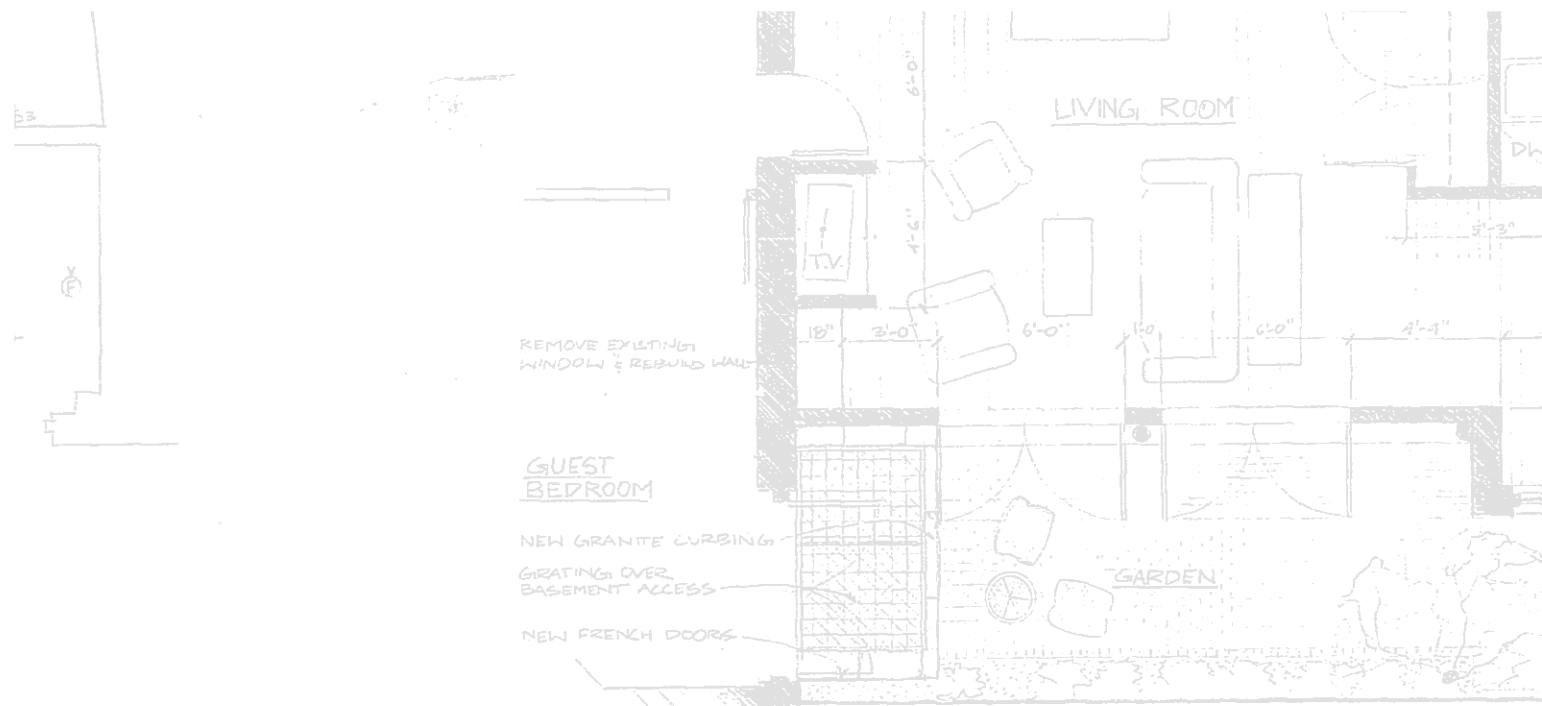 53
6'-0"
LIVING ROOM
4'-6"
T.V.
5'-3"
F
18"
3'-0"
6'-0"
1'-0
6'-0"
4'-4"
REMOVE EXISTING
WINDOW & REBUILD WALL
GUEST
BEDROOM
NEW GRANITE CURBING
GRATING OVER
BASEMENT ACCESS
GARDEN
NEW FRENCH DOORS